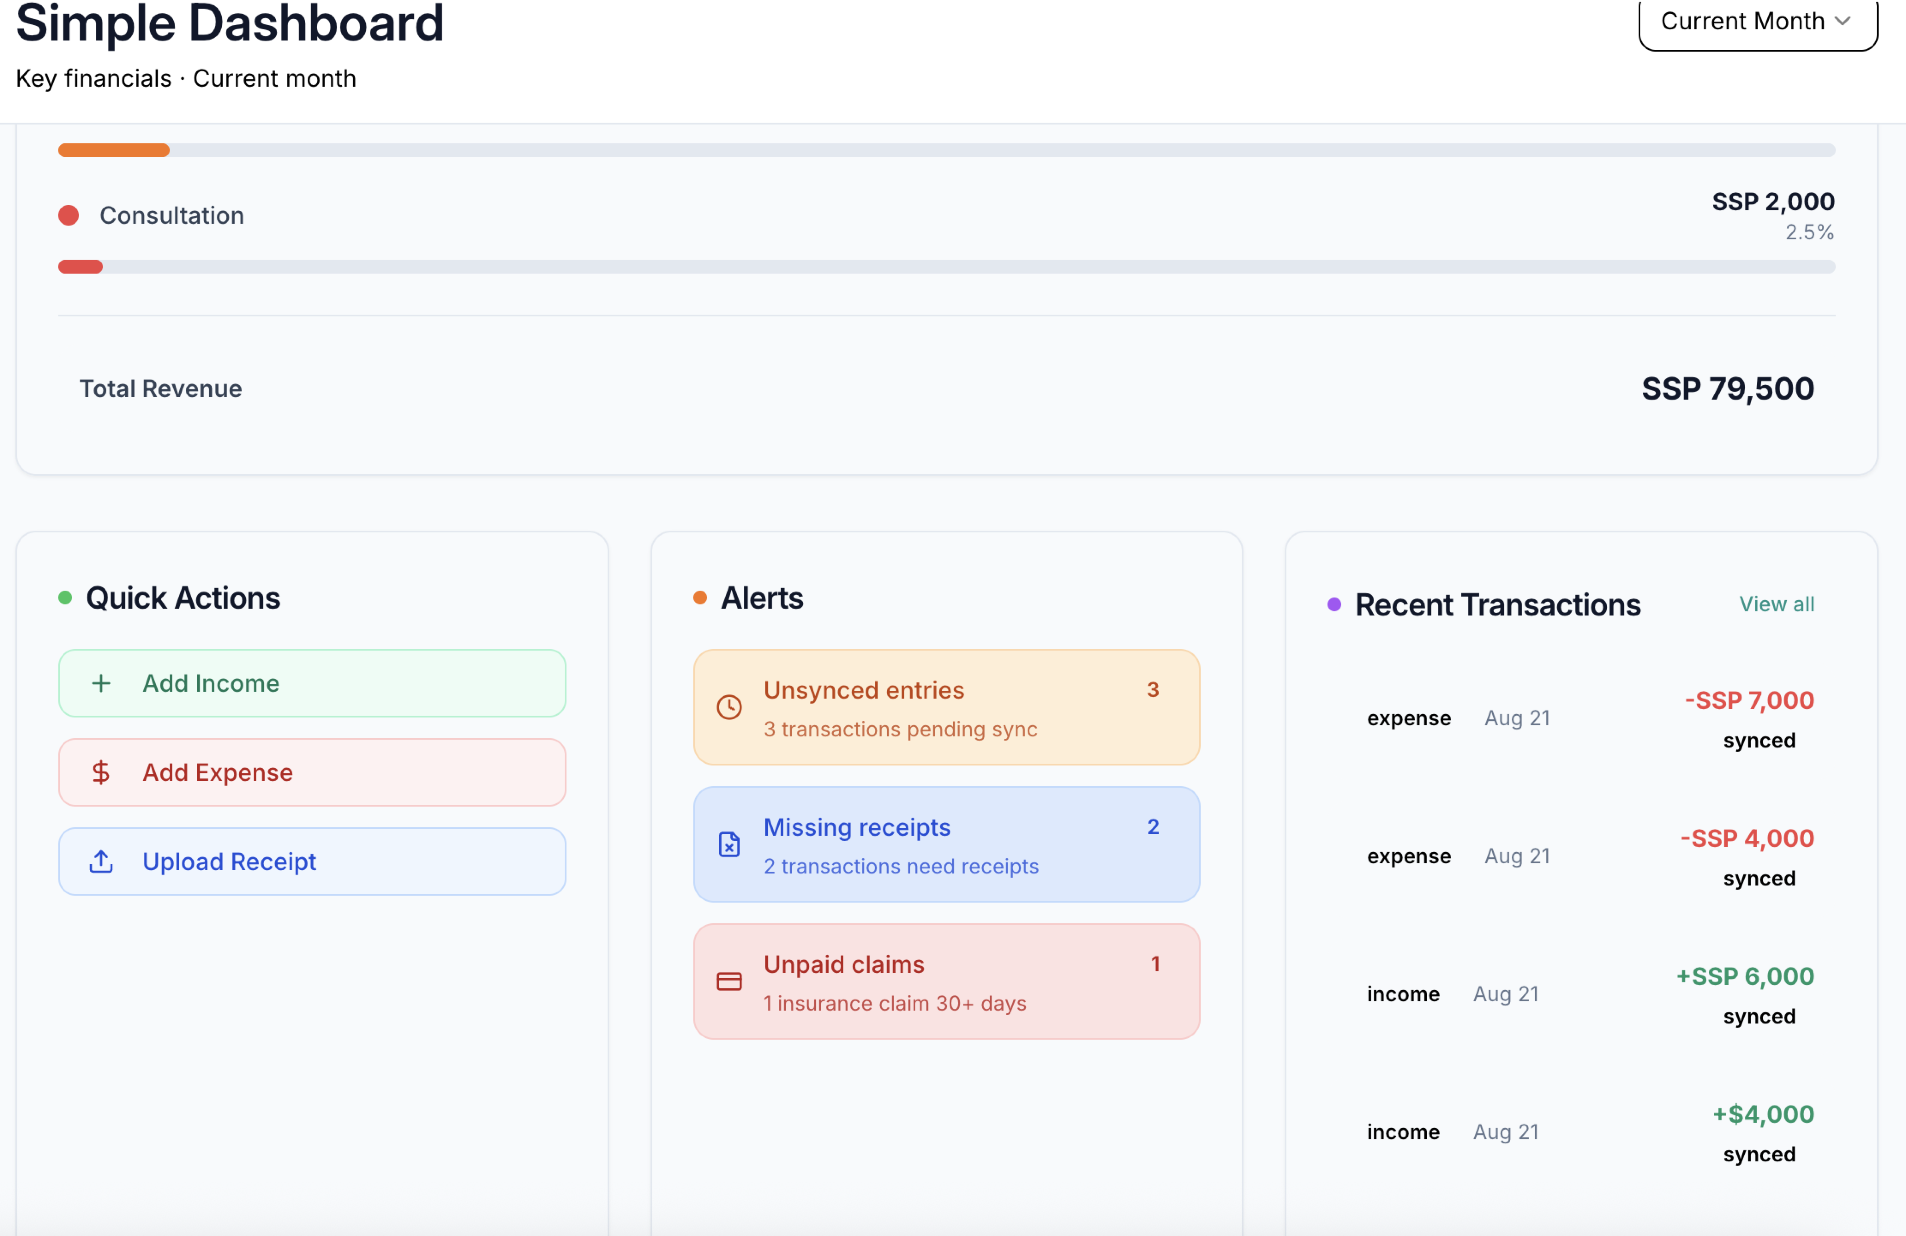 Simple Dashboard
Current Month
Key financials · Current month
Consultation
SSP 2,000
2.5%
Total Revenue
SSP 79,500
Quick Actions
Add Income
Add Expense
Upload Receipt
Alerts
Unsynced entries
3
3 transactions pending sync
Missing receipts
2
2 transactions need receipts
Unpaid claims
1
1 insurance claim 30+ days
Recent Transactions
View all
expense Aug 21
-SSP 7,000
synced
expense Aug 21
-SSP 4,000
synced
income Aug 21
+SSP 6,000
synced
income Aug 21
+$4,000
synced